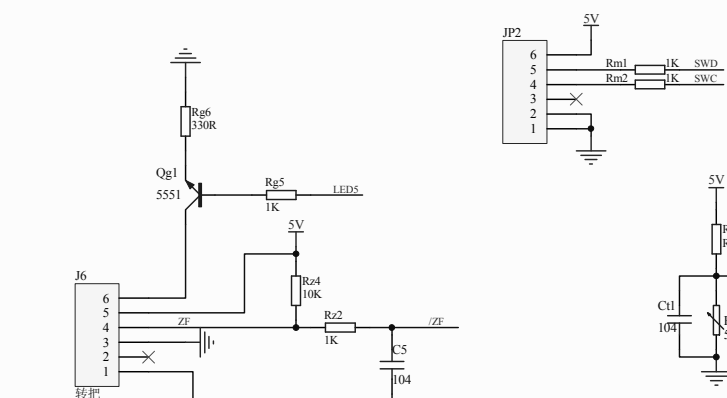 5V
JP2
6
5
4
3
2
1
Rm1
1K
SWD
Rm2
1K
SWC
Rg6
330R
Qg1
5551
Rg5
1K
LED5
5V
Rz4
10K
J6
6
5
4
3
2
1
ZF
Rz2
1K
/ZF
C5
104
转把
5V
Ct1
104